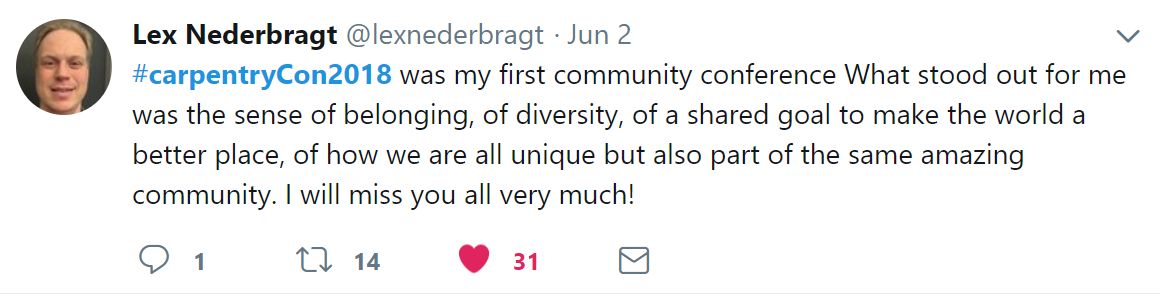 Lex Nederbragt @lexnederbragt · Jun 2
#carpentryCon2018 was my first community conference What stood out for me
was the sense of belonging, of diversity, of a shared goal to make the world a
better place, of how we are all unique but also part of the same amazing
community. I will miss you all very much!
1 14 31